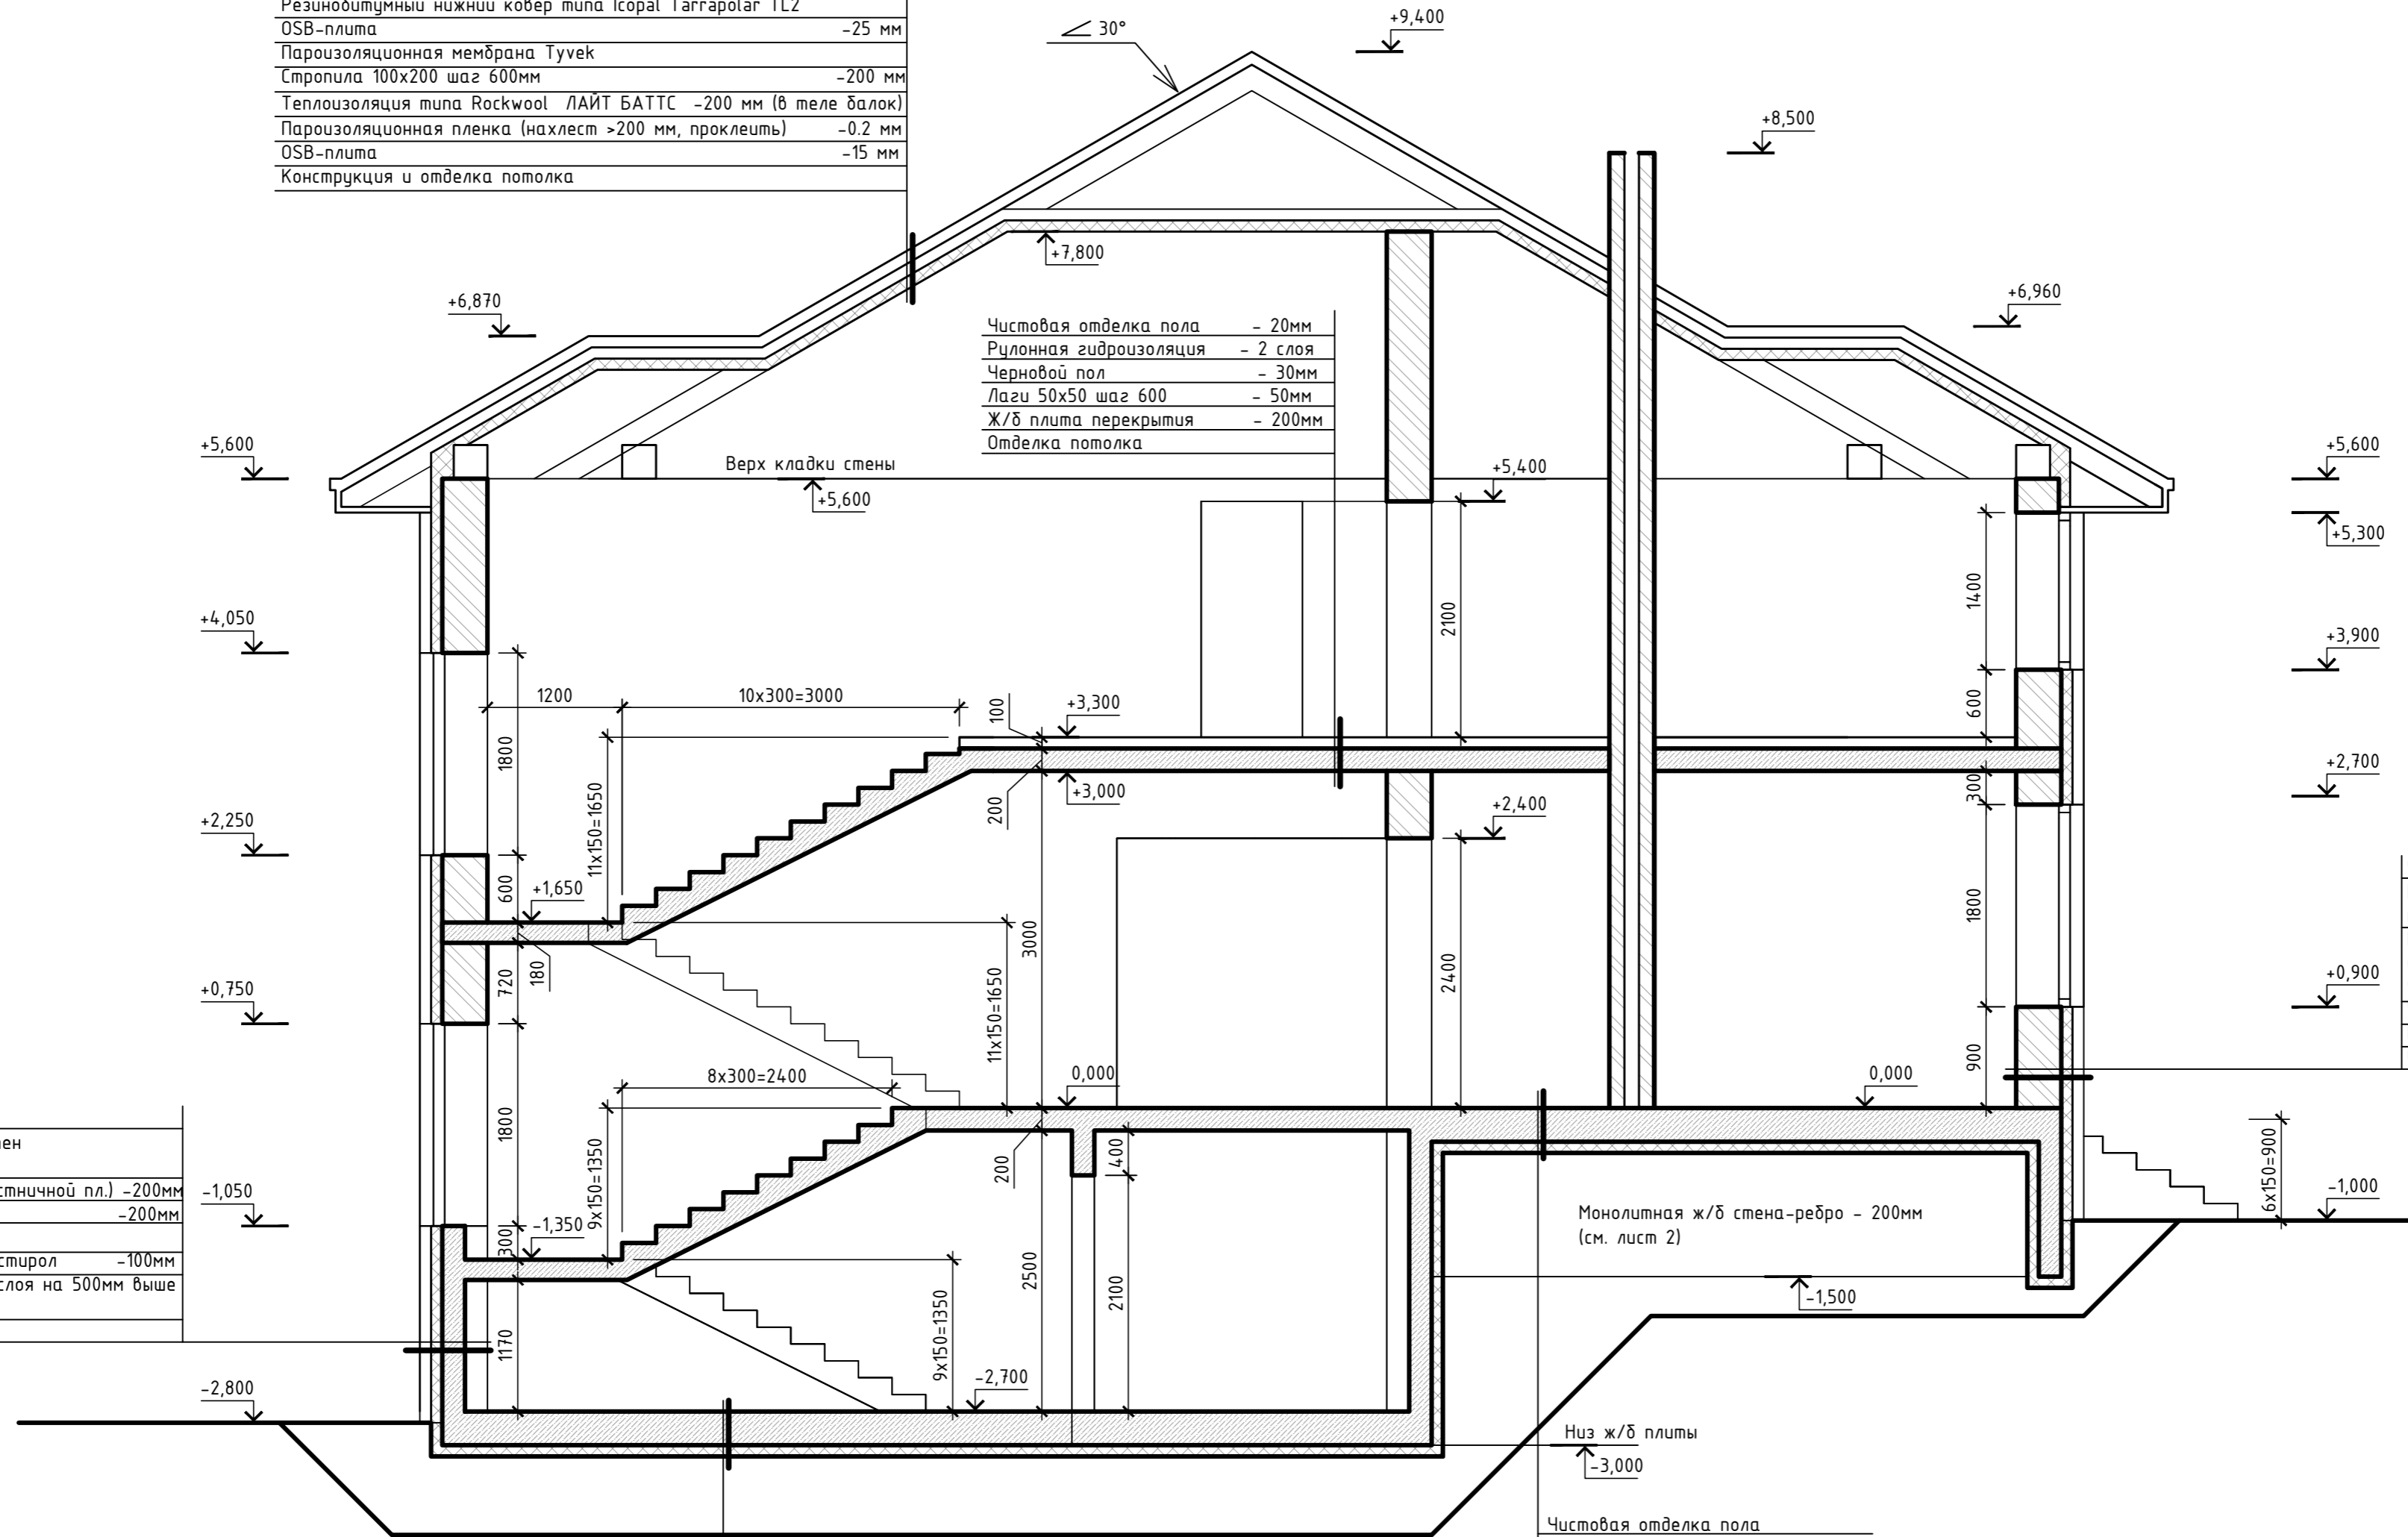 Резинобитумный нижний ковер типа Icopal Tarrapolar TL2
OSB-плита -25 мм
Пароизоляционная мембрана Tyvek
Стропила 100х200 шаг 600мм -200 мм
Теплоизоляция типа Rockwool ЛАЙТ БАТТС -200 мм (в теле балок)
Пароизоляционная пленка (нахлест >200 мм, проклеить) -0.2 мм
OSB-плита -15 мм
Конструкция и отделка потолка
30°
+9,400
+8,500
+7,800
+6,870
+6,960
Чистовая отделка пола - 20мм
Рулонная гидроизоляция - 2 слоя
Черновой пол - 30мм
Лаги 50х50 шаг 600 - 50мм
Ж/б плита перекрытия - 200мм
Отделка потолка
+5,600
Верх кладки стены
+5,600
+5,400
+5,600
+5,300
+4,050
2100
1400
+3,900
1200
10х300=3000
100
+3,300
600
1800
11х150=1650
200
+3,000
300
+2,700
+2,400
+2,250
600
+1,650
3000
1800
720
180
11х150=1650
2400
+0,900
+0,750
8х300=2400
0,000
0,000
900
1800
9х150=1350
200
400
6х150=900
ен
стничной пл.) -200мм
-200мм
стирол -100мм
слоя на 500мм выше
-1,050
-1,000
300
-1,350
Монолитная ж/б стена-ребро - 200мм
(см. лист 2)
2500
2100
-1,500
1170
9х150=1350
-2,800
-2,700
Низ ж/б плиты
-3,000
Чистовая отделка пола